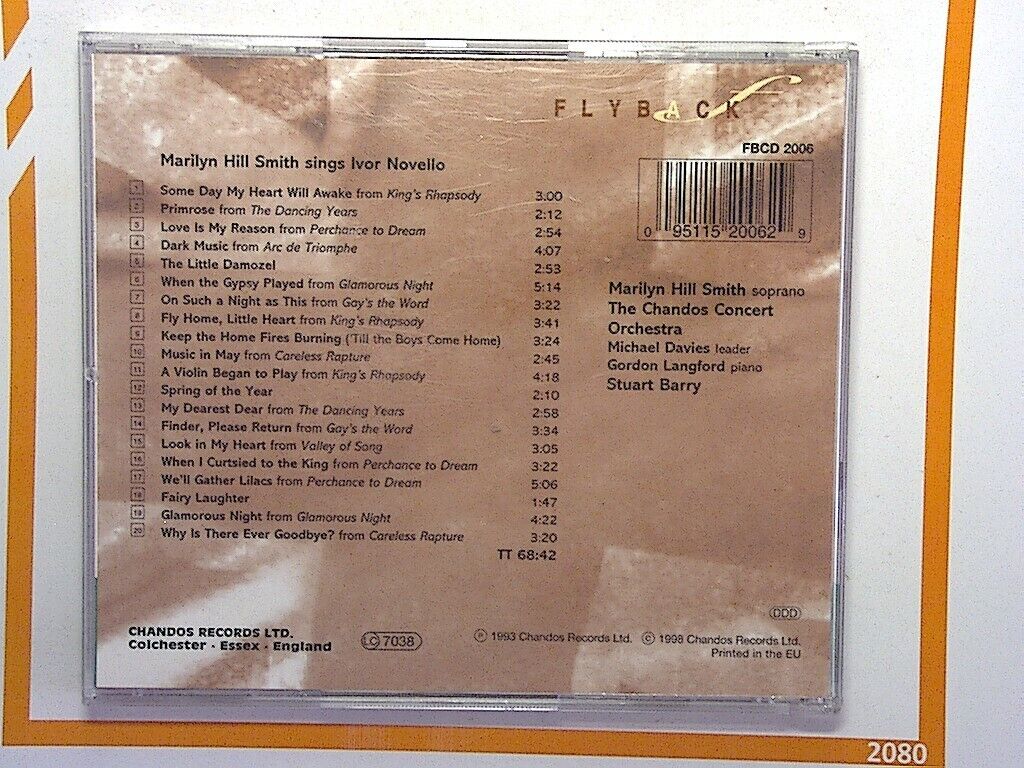 FLYBACK
FBCD 2006
0 95115 20062 9
Marilyn Hill Smith sings Ivor Novello
1 Some Day My Heart Will Awake from King's Rhapsody 3:00
2 Primrose from The Dancing Years 2:12
3 Love Is My Reason from Perchance to Dream 2:54
4 Dark Music from Arc de Triomphe 4:07
5 The Little Damozel 2:53
6 When the Gypsy Played from Glamorous Night 5:14
7 On Such a Night as This from Gay's the Word 3:22
8 Fly Home, Little Heart from King's Rhapsody 3:41
9 Keep the Home Fires Burning ('Till the Boys Come Home) 3:24
10 Music in May from Careless Rapture 2:45
11 A Violin Began to Play from King's Rhapsody 4:18
12 Spring of the Year 2:10
13 My Dearest Dear from The Dancing Years 2:58
14 Finder, Please Return from Gay's the Word 3:34
15 Look in My Heart from Valley of Song 3:05
16 When I Curtsied to the King from Perchance to Dream 3:22
17 We'll Gather Lilacs from Perchance to Dream 5:06
18 Fairy Laughter 1:47
19 Glamorous Night from Glamorous Night 4:22
20 Why Is There Ever Goodbye? from Careless Rapture 3:20
TT 68:42
Marilyn Hill Smith soprano
The Chandos Concert
Orchestra
Michael Davies leader
Gordon Langford piano
Stuart Barry
DDD
CHANDOS RECORDS LTD.
Colchester · Essex · England
LC 7038
℗ 1993 Chandos Records Ltd. © 1998 Chandos Records Ltd.
Printed in the EU
2080